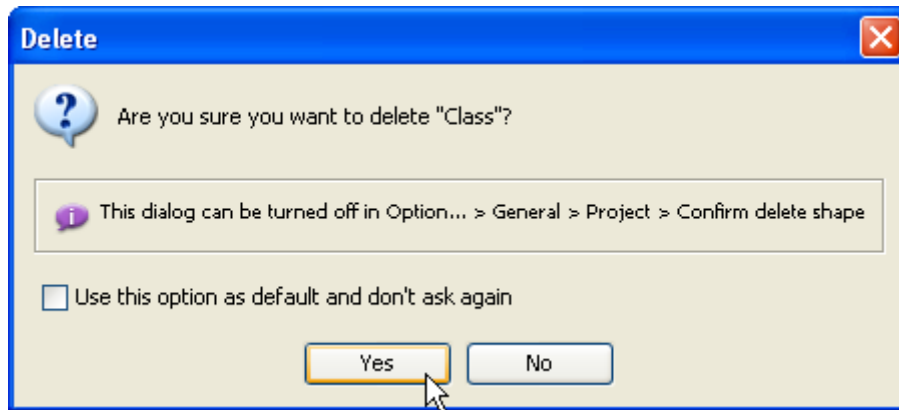 Delete
Are you sure you want to delete "Class"?
This dialog can be turned off in Option... > General > Project > Confirm delete shape
Use this option as default and don't ask again
Yes No